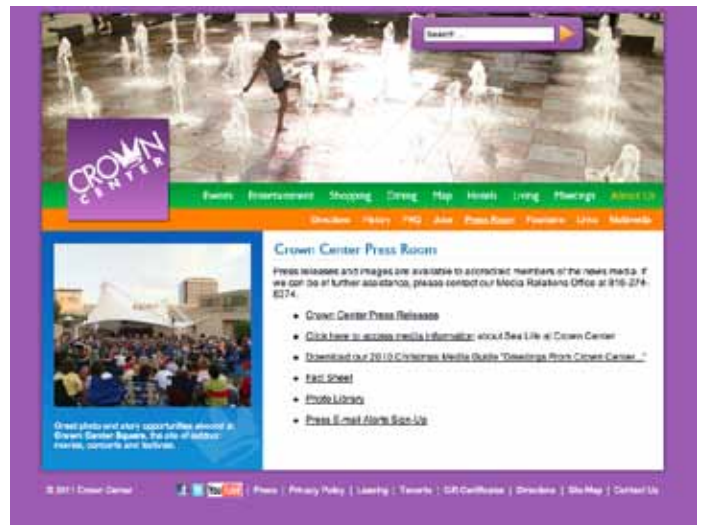 Search ...
CROWN
CENTER
Events Entertainment Shopping Dining Map Hotels Living Meetings About Us
Directions History FAQ Jobs Press Room Fountains Links Multimedia
Crown Center Press Room
Press releases and images are available to accredited members of the news media. If
we can be of further assistance, please contact our Media Relations Office at 816-274-
• Crown Center Press Releases
• Click here to access media information about Sea Life at Crown Center
• Download our 2010 Christmas Media Guide "Greetings From Crown Center..."
• Fact Sheet
• Photo Library
• Press E-mail Alerts Sign-Up
Great photo and story opportunities abound at
Crown Center Square, the site of outdoor
movies, concerts and festivals.
© 2011 Crown Center f t You Tube | Press | Privacy Policy | Leasing | Tenants | Gift Certificates | Directions | Site Map | Contact Us